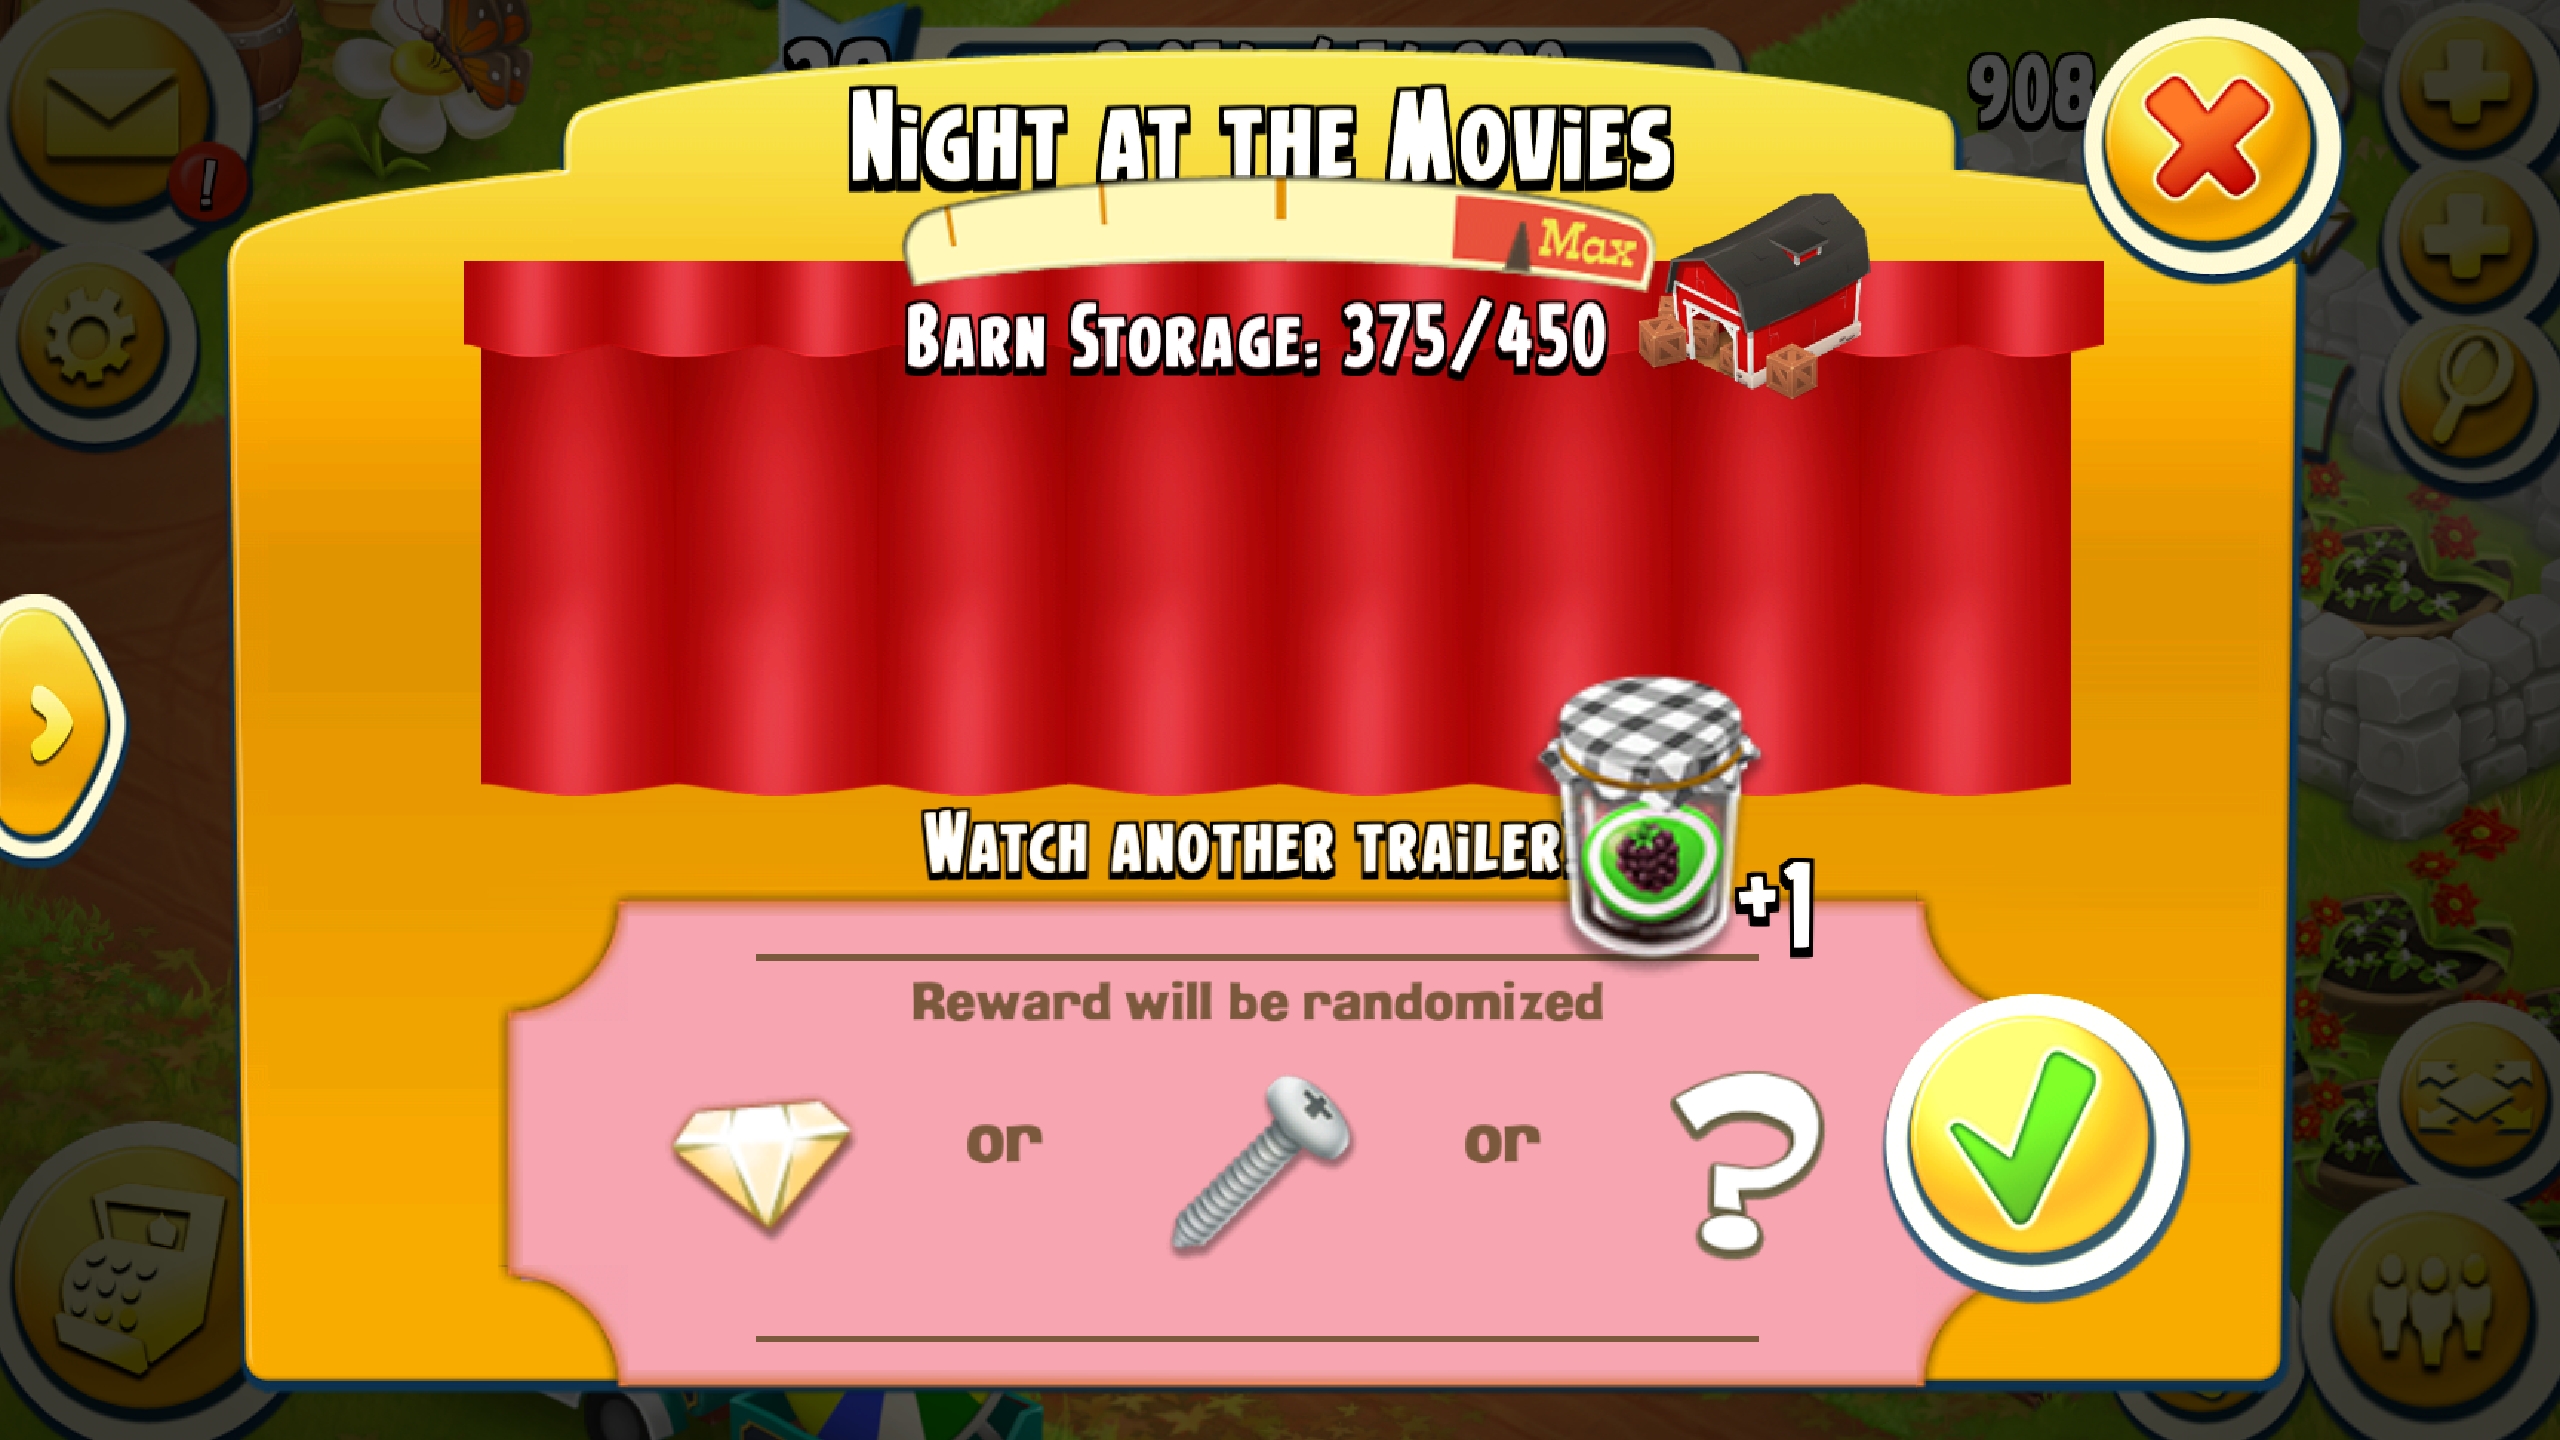 908
Night at the Movies
Max
Barn Storage: 375/450
Watch another trailer
+1
Reward will be randomized
or
or
?